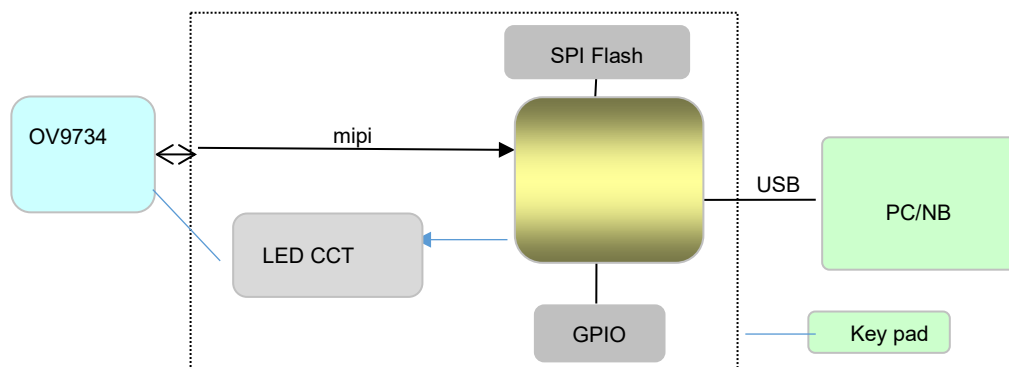 SPI Flash
OV9734
mipi
USB
PC/NB
LED CCT
GPIO
Key pad